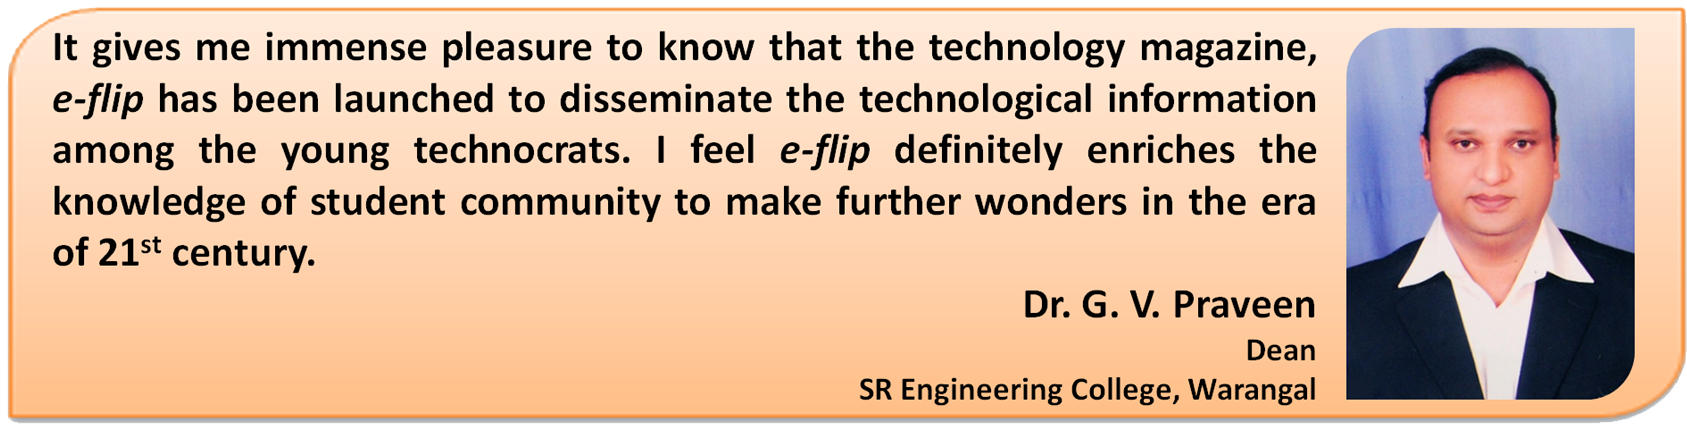 It gives me immense pleasure to know that the technology magazine,
e-flip has been launched to disseminate the technological information
among the young technocrats. I feel e-flip definitely enriches the
knowledge of student community to make further wonders in the era
of 21st century.
Dr. G. V. Praveen
Dean
SR Engineering College, Warangal